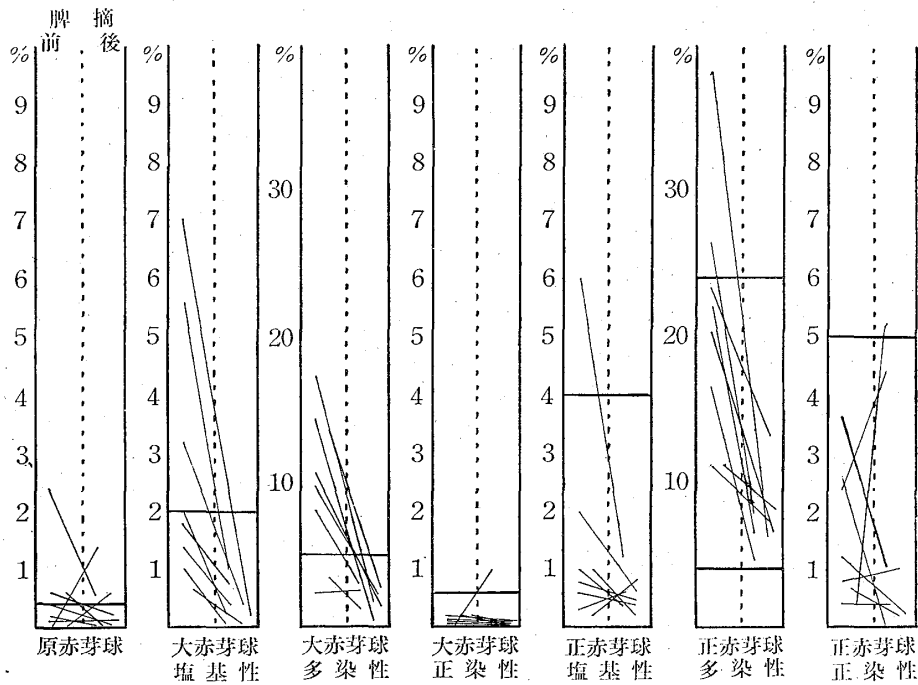 脾 摘
前 後
% % % % %
9 9 9 9
8 8 8 8
30 30
7 7 7 7
6 6 6 6
5 5 5 5
20 20
4 4 4 4
3 3 3 3
10 10
2 2 2 2
1 1 1 1
% %
9
8
7
6
5
4
3
2
1
原赤芽球 大赤芽球 大赤芽球 大赤芽球 正赤芽球 正赤芽球 正赤芽球
塩基性 多染性 正染性 塩基性 多染性 正染性